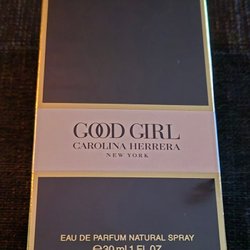 GOOD GIRL
CAROLINA HERRERA
NEW YORK
EAU DE PARFUM NATURAL SPRAY
℮30 ml 1 FL.OZ